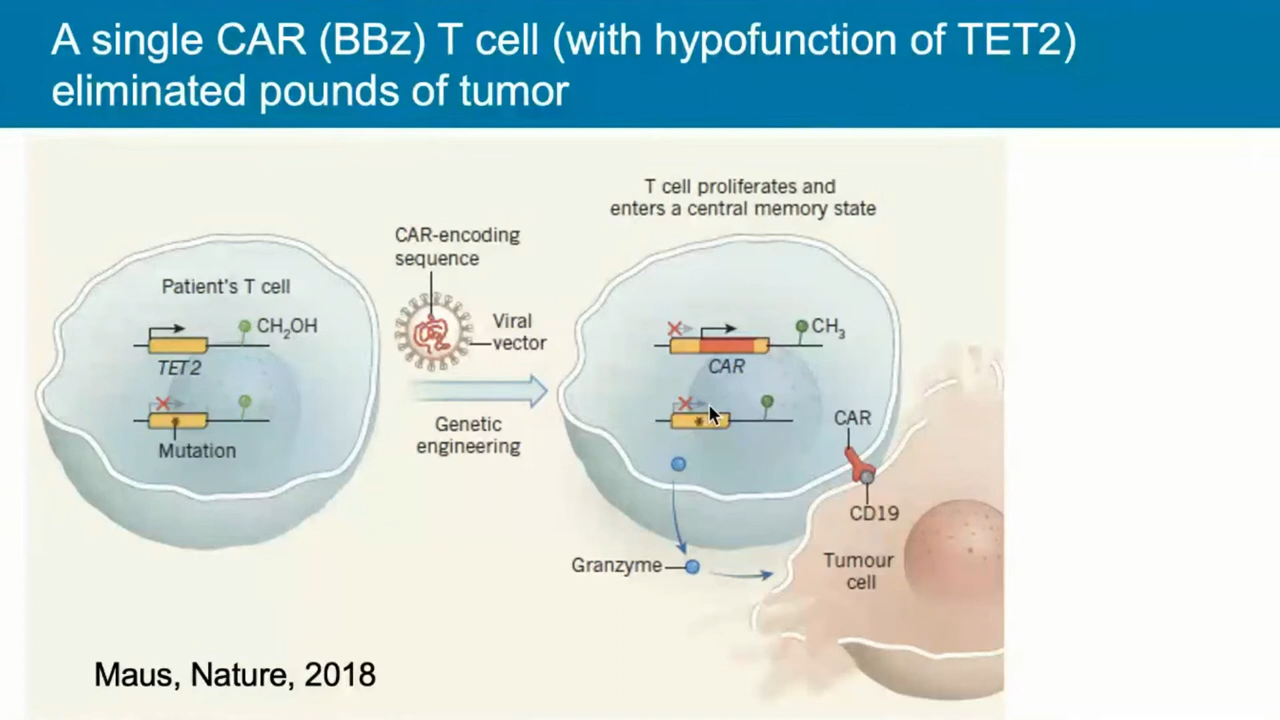 A single CAR (BBz) T cell (with hypofunction of TET2)
eliminated pounds of tumor
T cell proliferates and
enters a central memory state
CAR-encoding
sequence
Patient's T cell
CH₂OH
TET2
Mutation
Viral
vector
Genetic
engineering
CH₃
CAR
CAR
CD19
Granzyme
Tumour
cell
Maus, Nature, 2018